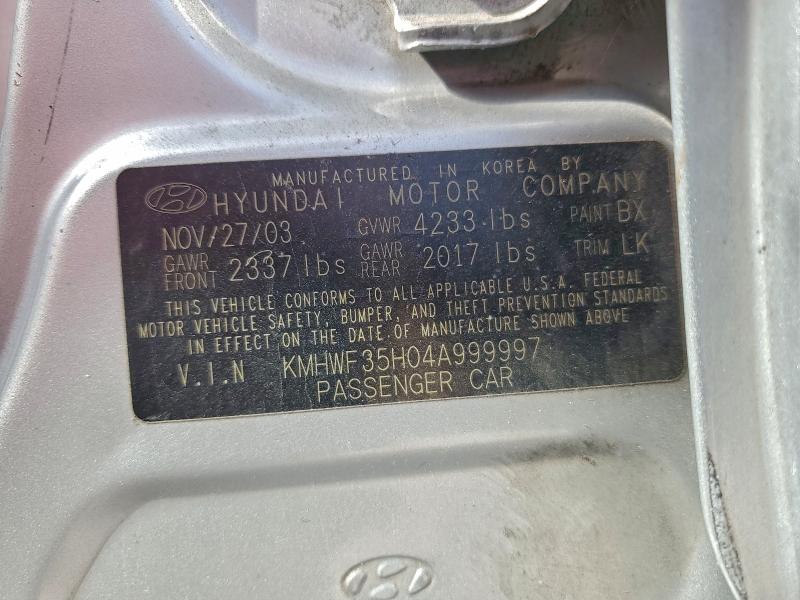 MANUFACTURED IN KOREA BY
HYUNDAI MOTOR COMPANY
NOV/27/03 GVWR 4233 lbs PAINT BX
GAWR FRONT 2337 lbs GAWR REAR 2017 lbs TRIM LK
THIS VEHICLE CONFORMS TO ALL APPLICABLE U.S.A. FEDERAL
MOTOR VEHICLE SAFETY, BUMPER, AND THEFT PREVENTION STANDARDS
IN EFFECT ON THE DATE OF MANUFACTURE SHOWN ABOVE
V.I.N KMHWF35H04A999997
PASSENGER CAR